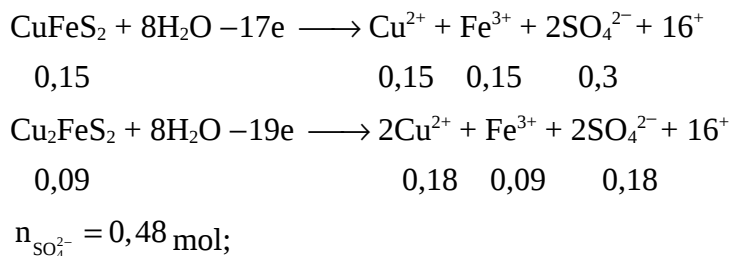 CuFeS₂ + 8H₂O –17e ⟶ Cu²⁺ + Fe³⁺ + 2SO₄²⁻ + 16⁺
0,15 0,15 0,15 0,3
Cu₂FeS₂ + 8H₂O –19e ⟶ 2Cu²⁺ + Fe³⁺ + 2SO₄²⁻ + 16⁺
0,09 0,18 0,09 0,18
n_SO₄²⁻ = 0,48 mol;